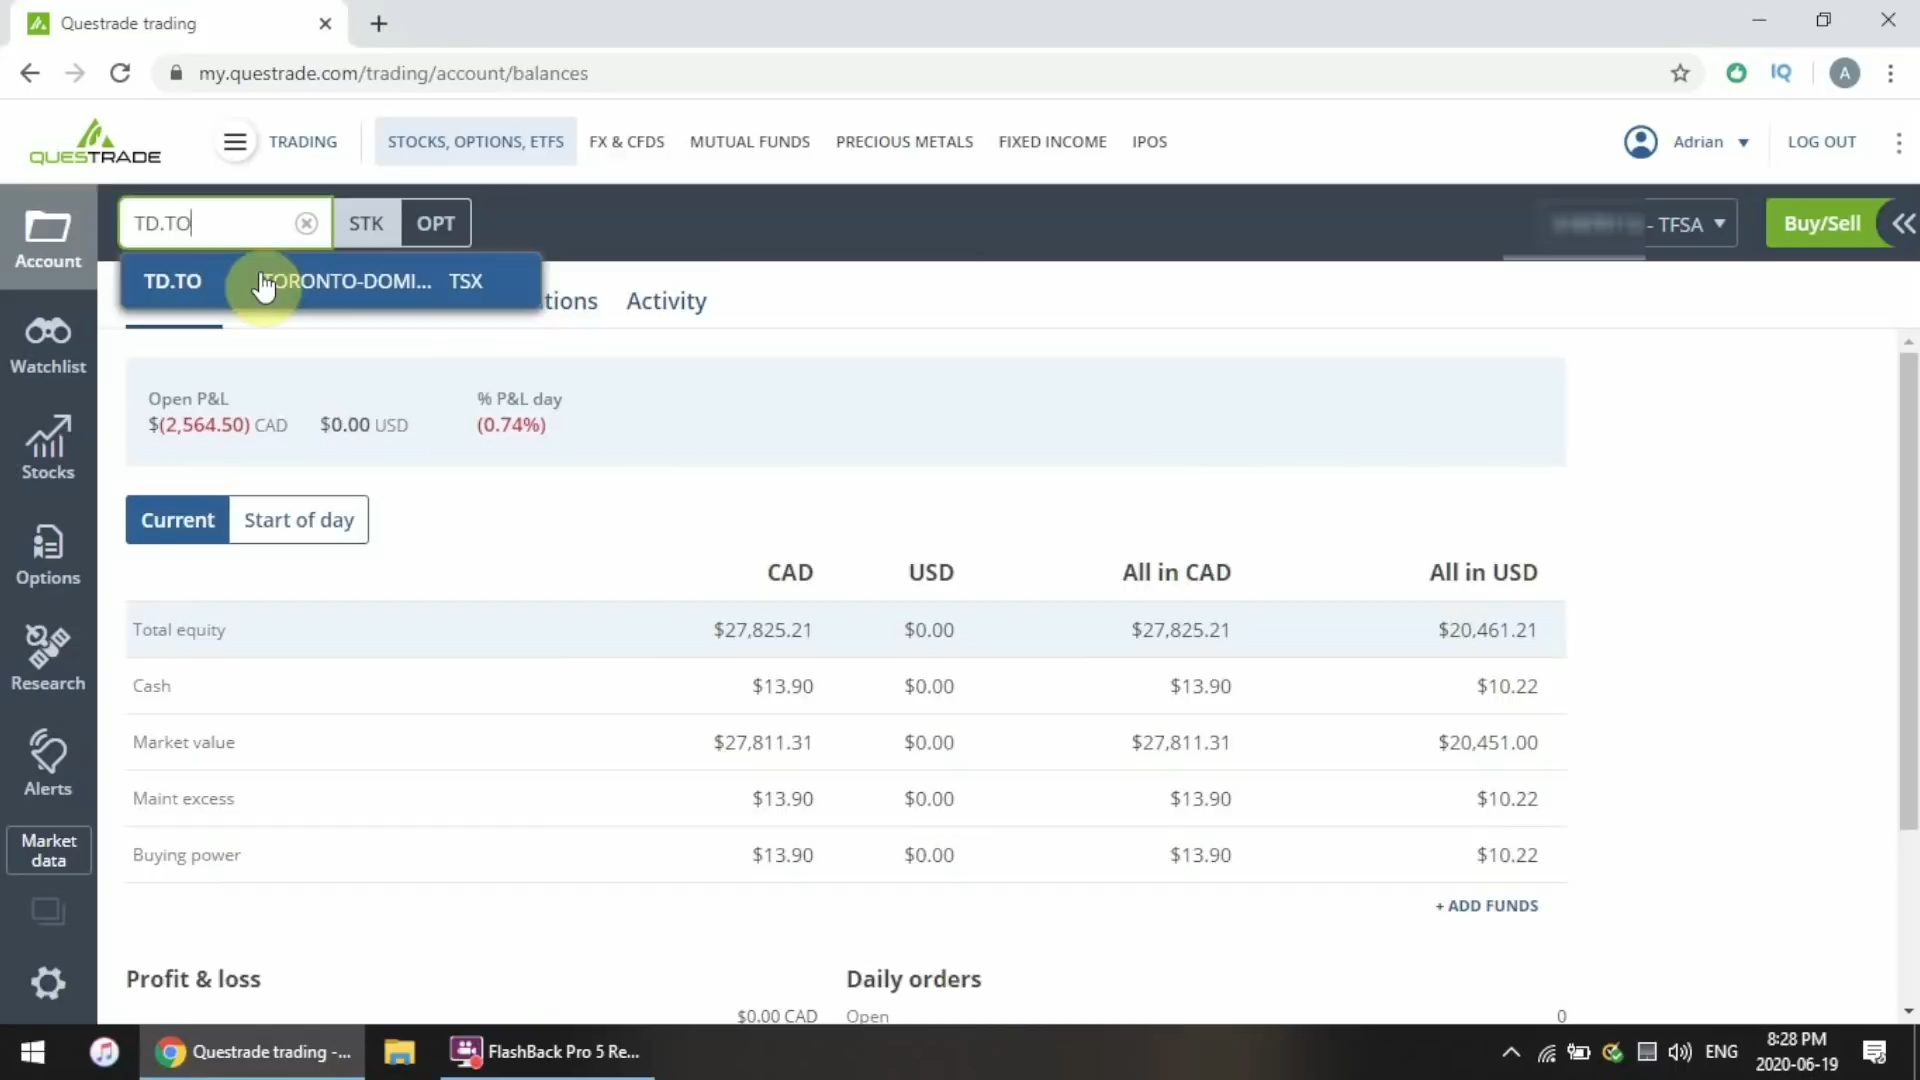 Questrade trading
my.questrade.com/trading/account/balances
IQ
A
QUESTRADE
TRADING
STOCKS, OPTIONS, ETFS
FX & CFDS
MUTUAL FUNDS
PRECIOUS METALS
FIXED INCOME
IPOS
Adrian
LOG OUT
TD.TO
STK
OPT
- TFSA
Buy/Sell
TD.TO TORONTO-DOMI... TSX
Activity
Account
Watchlist
Stocks
Options
Research
Alerts
Market
data
Open P&L
% P&L day
$(2,564.50) CAD $0.00 USD
(0.74%)
Current
Start of day
CAD USD All in CAD All in USD
Total equity $27,825.21 $0.00 $27,825.21 $20,461.21
Cash $13.90 $0.00 $13.90 $10.22
Market value $27,811.31 $0.00 $27,811.31 $20,451.00
Maint excess $13.90 $0.00 $13.90 $10.22
Buying power $13.90 $0.00 $13.90 $10.22
+ ADD FUNDS
Profit & loss
Daily orders
$0.00 CAD
Open 0
Questrade trading -...
FlashBack Pro 5 Re...
ENG
8:28 PM
2020-06-19